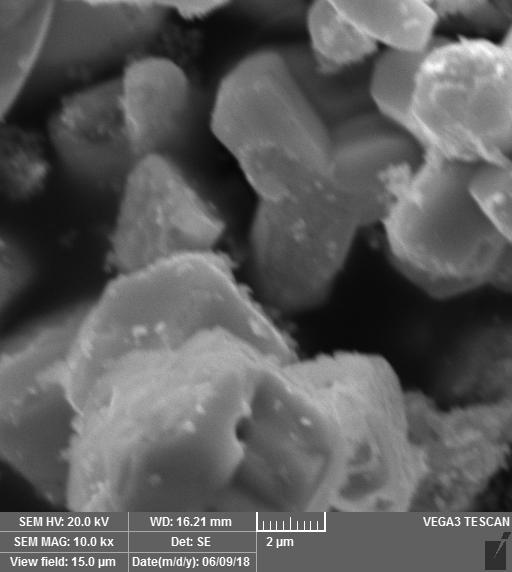 SEM HV: 20.0 kV WD: 16.21 mm VEGA3 TESCAN
SEM MAG: 10.0 kx Det: SE 2 µm
View field: 15.0 µm Date(m/d/y): 06/09/18